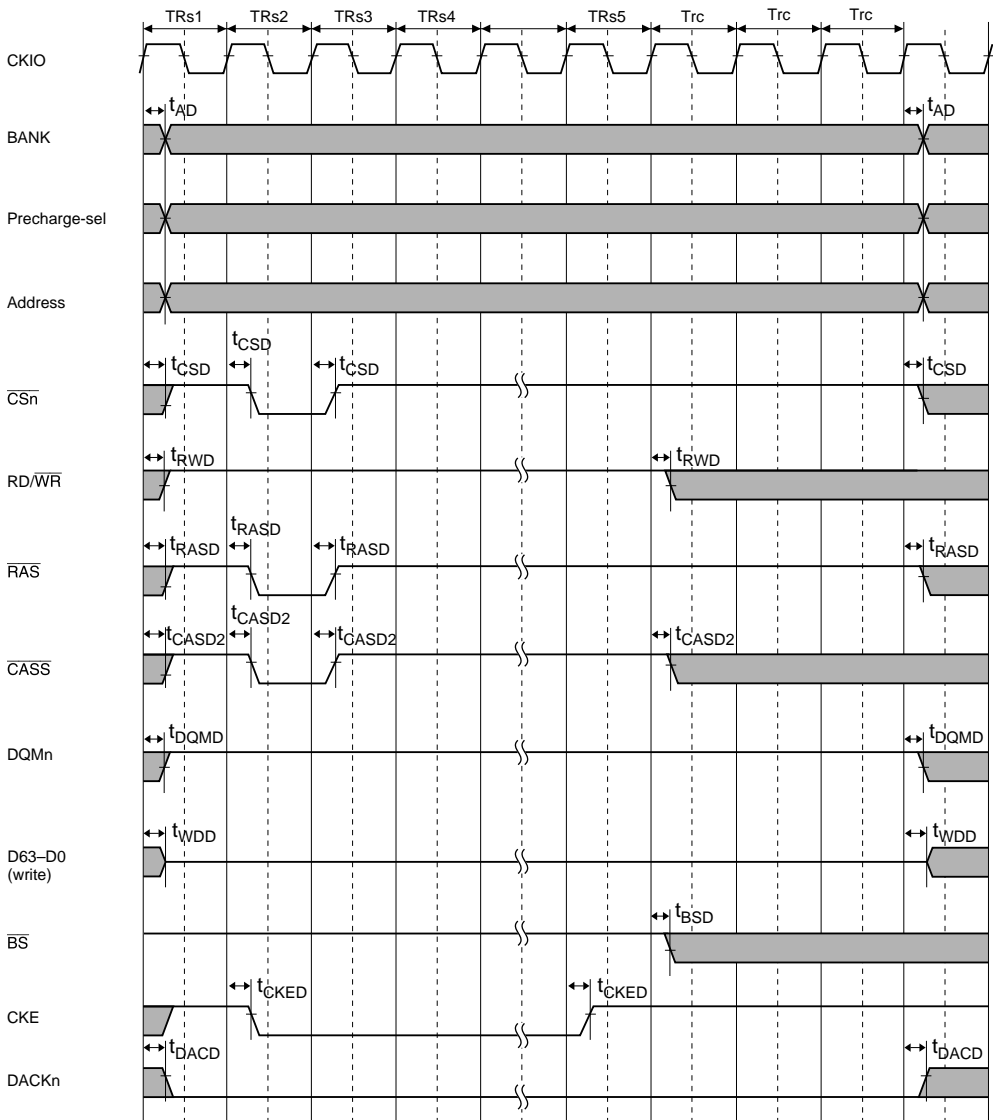 TRs1 TRs2 TRs3 TRs4 TRs5 Trc Trc Trc
CKIO
tAD tAD
BANK
Precharge-sel
Address
tCSD
tCSD tCSD tCSD
CSn
tRWD tRWD
RD/WR
tRASD
tRASD tRASD tRASD
RAS
tCASD2
tCASD2 tCASD2 tCASD2
CASS
tDQMD tDQMD
DQMn
tWDD tWDD
D63–D0
(write)
tBSD
BS
tCKED tCKED
CKE
tDACD tDACD
DACKn